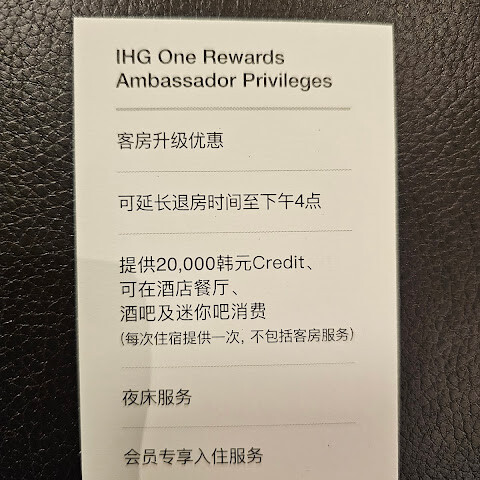 IHG One Rewards
Ambassador Privileges
客房升级优惠
可延长退房时间至下午4点
提供20,000韩元Credit、
可在酒店餐厅、
酒吧及迷你吧消费
(每次住宿提供一次, 不包括客房服务)
夜床服务
会员专享入住服务